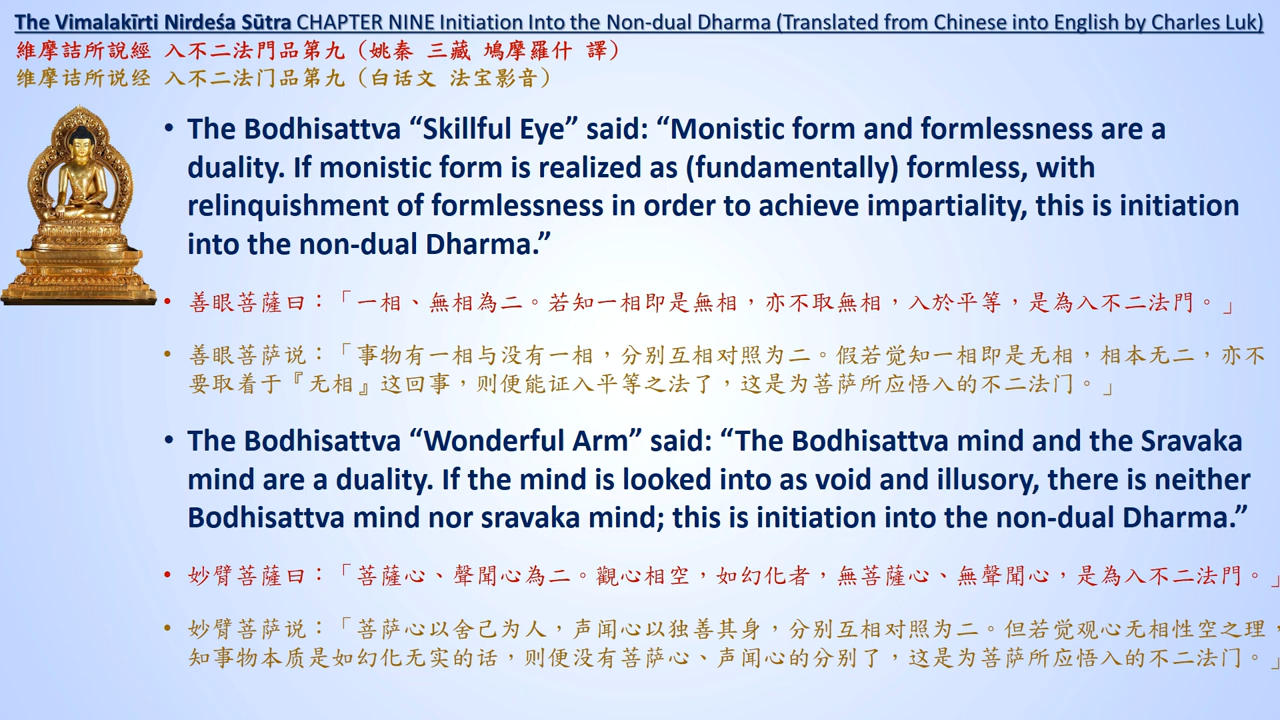 The Vimalakīrti Nirdeśa Sūtra CHAPTER NINE Initiation Into the Non-dual Dharma (Translated from Chinese into English by Charles Luk)
維摩詰所說經 入不二法門品第九（姚秦 三藏 鳩摩羅什 譯）
维摩诘所说经 入不二法门品第九（白话文 法宝影音）
• The Bodhisattva “Skillful Eye” said: “Monistic form and formlessness are a
duality. If monistic form is realized as (fundamentally) formless, with
relinquishment of formlessness in order to achieve impartiality, this is initiation
into the non-dual Dharma.”
• 善眼菩薩曰：「一相、無相為二。若知一相即是無相，亦不取無相，入於平等，是為入不二法門。」
• 善眼菩萨说：「事物有一相与没有一相，分别互相对照为二。假若觉知一相即是无相，相本无二，亦不
要取着于『无相』这回事，则便能证入平等之法了，这是为菩萨所应悟入的不二法门。」
• The Bodhisattva “Wonderful Arm” said: “The Bodhisattva mind and the Sravaka
mind are a duality. If the mind is looked into as void and illusory, there is neither
Bodhisattva mind nor sravaka mind; this is initiation into the non-dual Dharma.”
• 妙臂菩薩曰：「菩薩心、聲聞心為二。觀心相空，如幻化者，無菩薩心、無聲聞心，是為入不二法門。」
• 妙臂菩萨说：「菩萨心以舍己为人，声闻心以独善其身，分别互相对照为二。但若觉观心无相性空之理，
知事物本质是如幻化无实的话，则便没有菩萨心、声闻心的分别了，这是为菩萨所应悟入的不二法门。」